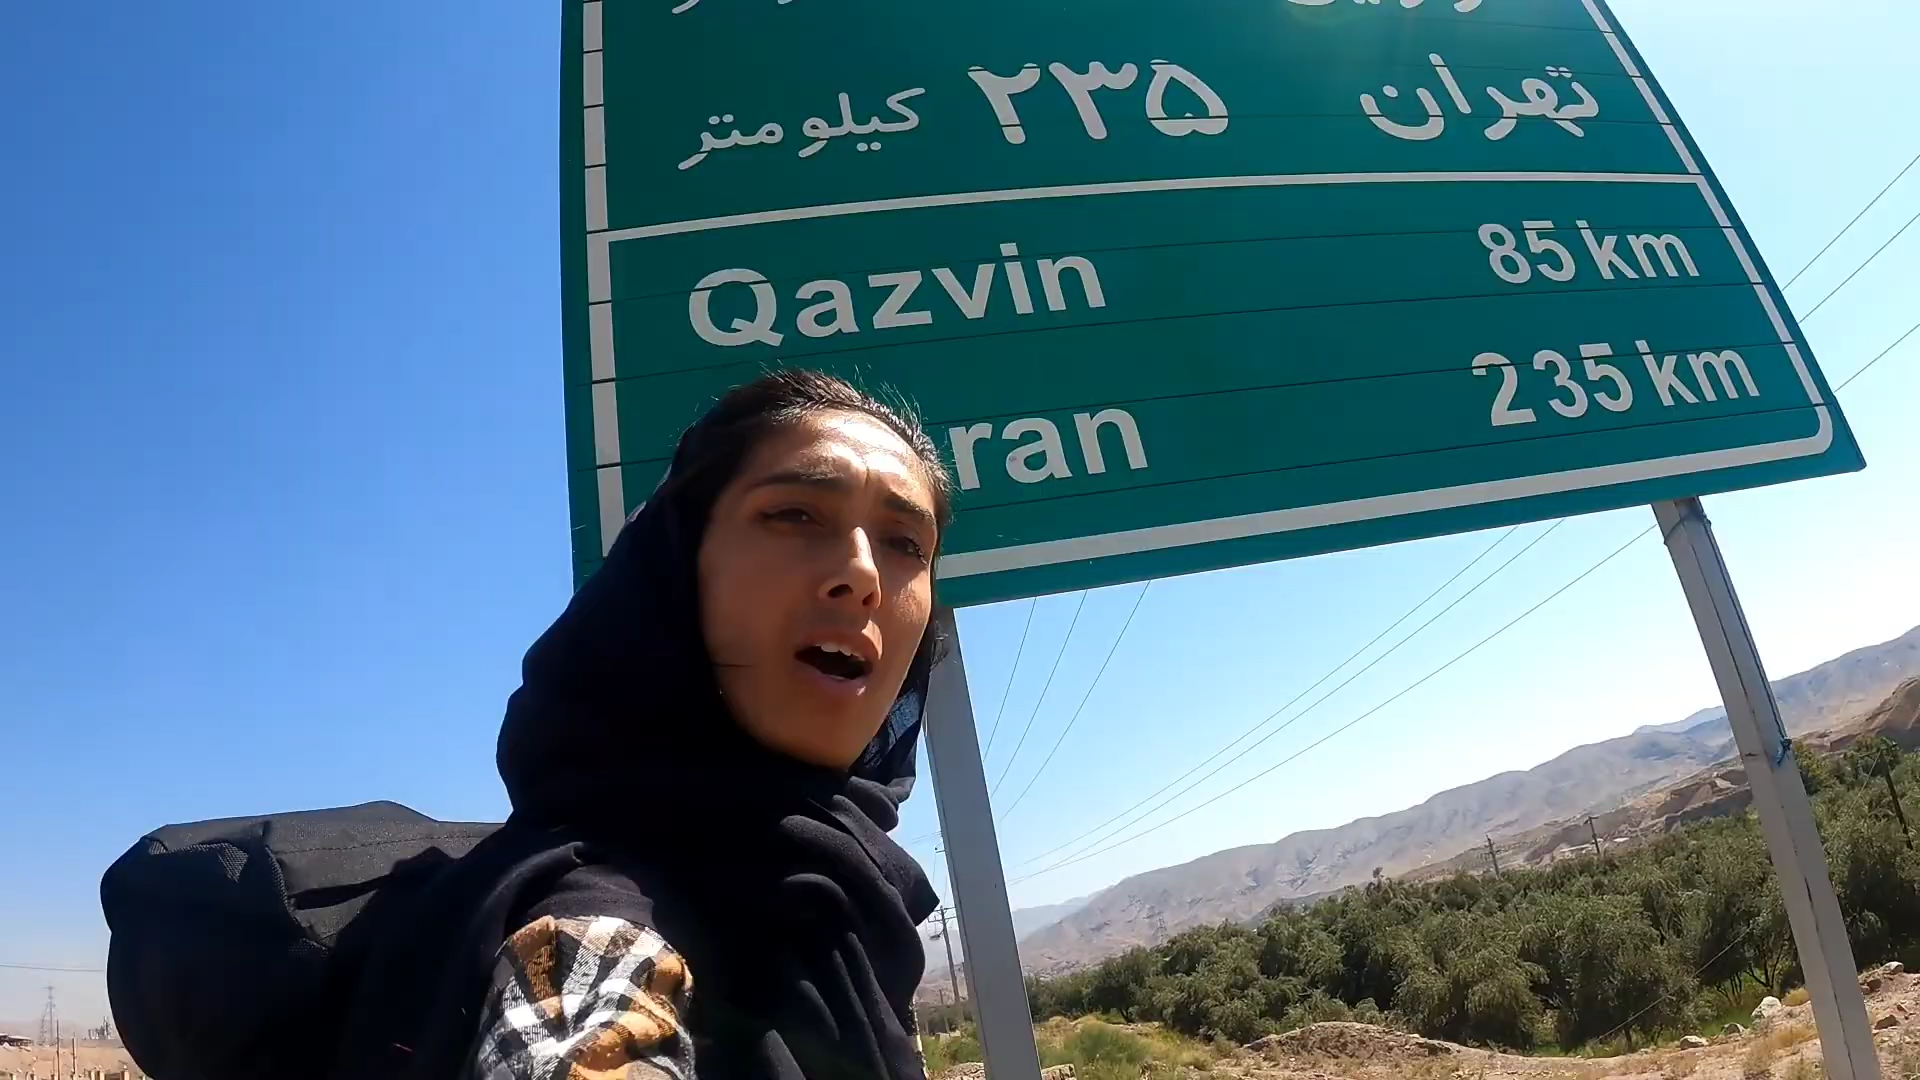 تهران ۲۳۵ کیلومتر
Qazvin 85 km
ran 235 km